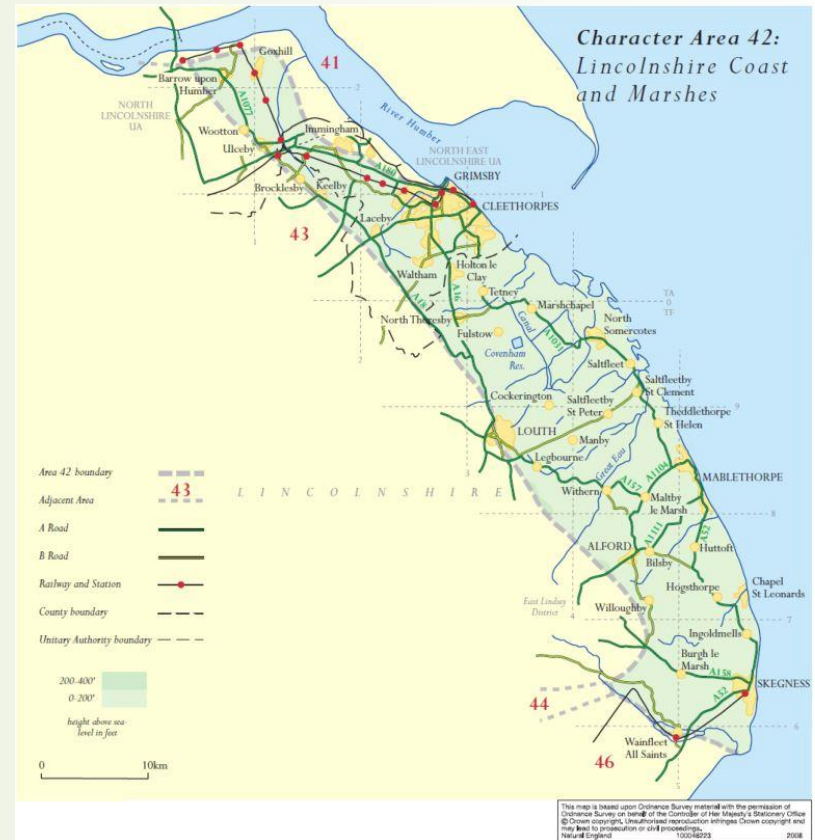 Character Area 42:
Lincolnshire Coast
and Marshes
41
Goxhill
Barrow upon
Humber
NORTH
LINCOLNSHIRE
UA
A1077
2
River Humber
Wootton
Ulceby
Immingham
NORTH EAST
LINCOLNSHIRE UA
A180
GRIMSBY
Brocklesby
Keelby
1
CLEETHORPES
43
Laceby
1
Waltham
Holton le
Clay
A18
A16
Tetney
Marshchapel
TA
0
TF
North Thoresby
Canal
A1031
North
Somercotes
Fulstow
2
Covenham
Res.
Saltfleet
Cockerington
Saltfleetby
St Peter
Saltfleetby
St Clement
9
Theddlethorpe
St Helen
LOUTH
Manby
Legbourne
Great Eau
3
A1104
MABLETHORPE
Area 42 boundary
43
Adjacent Area
LINCOLNSHIRE
Withern
A157
Maltby
le Marsh
8
A Road
A1111
A52
B Road
ALFORD
Bilsby
Huttoft
Railway and Station
Hogsthorpe
Chapel
St Leonards
County boundary
East Lindsey
District
Willoughby
4
7
Unitary Authority boundary
Ingoldmells
200-400'
0-200'
Burgh le
Marsh
A158
SKEGNESS
height above sea-
level in feet
44
A52
6
Wainfleet
All Saints
46
5
0
10km
This map is based upon Ordnance Survey material with the permission of
Ordnance Survey on behalf of the Controller of Her Majesty's Stationery Office
© Crown copyright. Unauthorised reproduction infringes Crown copyright and
may lead to prosecution or civil proceedings.
Natural England 100046223 2008